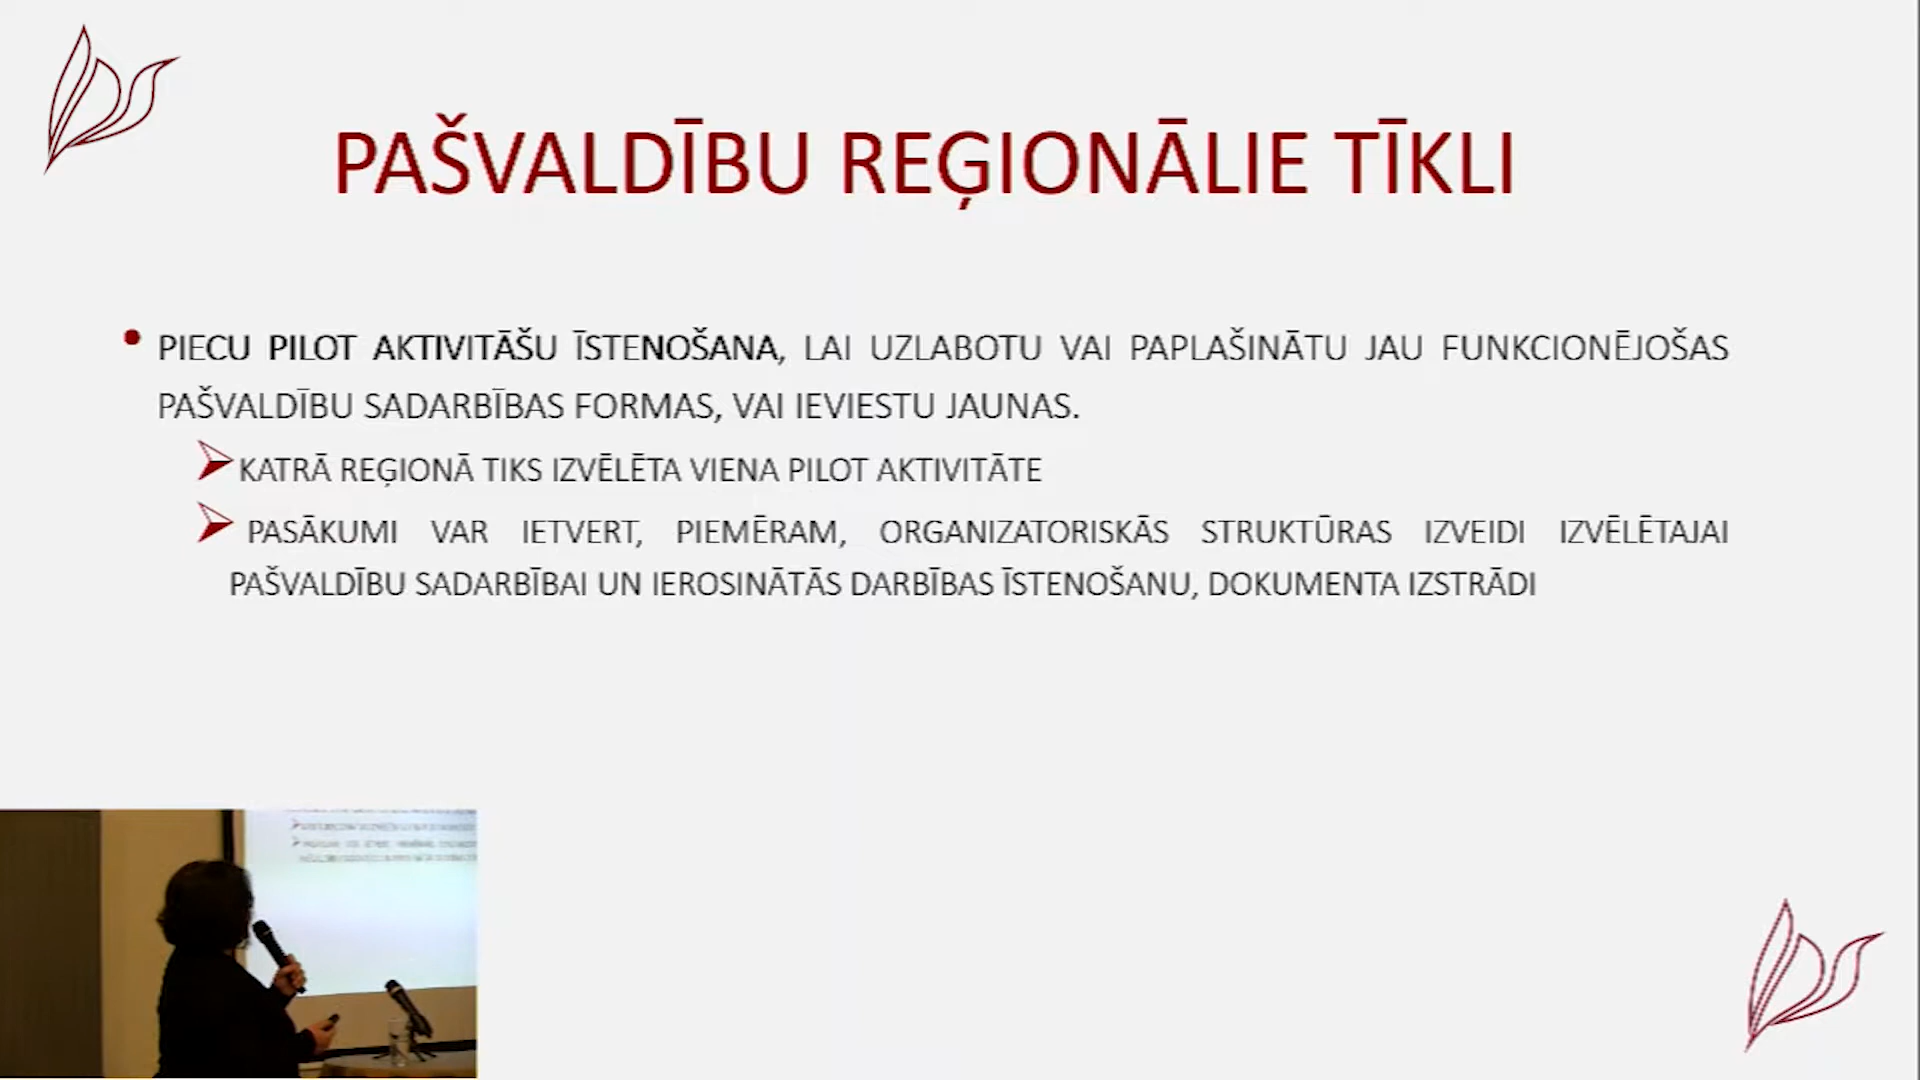 PAŠVALDĪBU REĢIONĀLIE TĪKLI
PIECU PILOT AKTIVITĀŠU ĪSTENOŠANA, LAI UZLABOTU VAI PAPLAŠINĀTU JAU FUNKCIONĒJOŠAS
PAŠVALDĪBU SADARBĪBAS FORMAS, VAI IEVIESTU JAUNAS.
KATRĀ REĢIONĀ TIKS IZVĒLĒTA VIENA PILOT AKTIVITĀTE
PASĀKUMI VAR IETVERT, PIEMĒRAM, ORGANIZATORISKĀS STRUKTŪRAS IZVEIDI IZVĒLĒTAJAI
PAŠVALDĪBU SADARBĪBAI UN IEROSINĀTĀS DARBĪBAS ĪSTENOŠANU, DOKUMENTA IZSTRĀDI